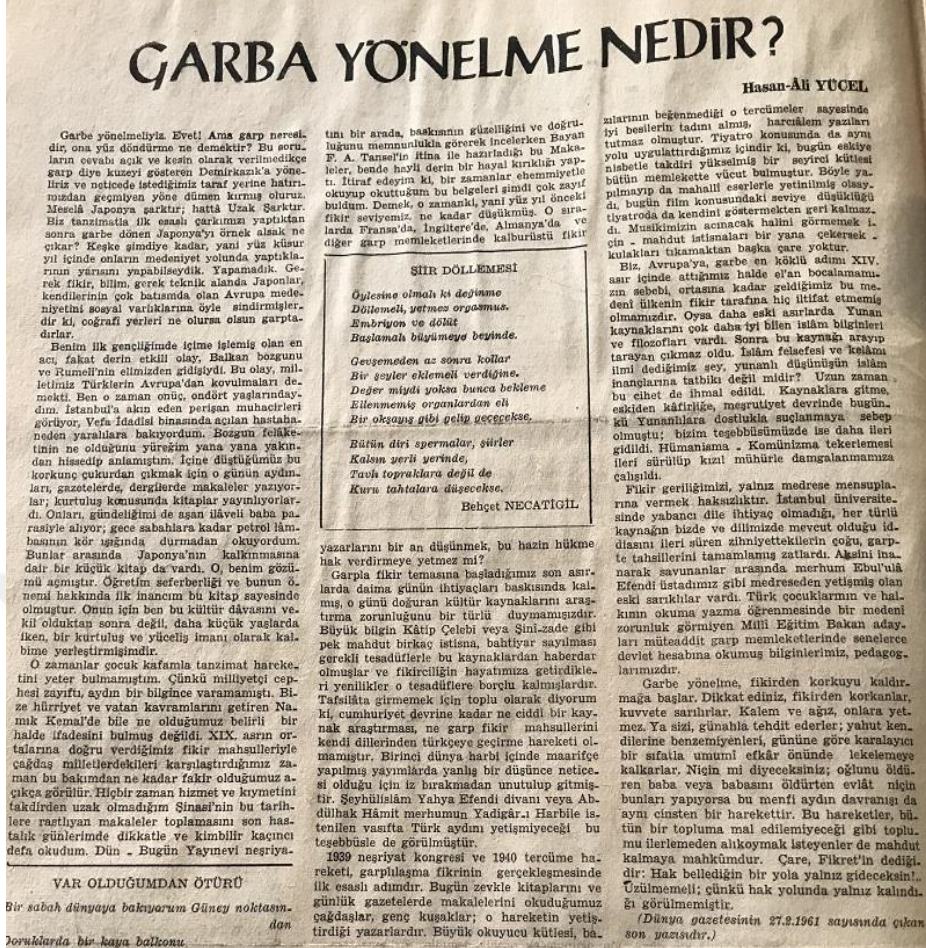 GARBA YÖNELME NEDİR?
Hasan-Âli YÜCEL
Garbe yönelmeliyiz. Evet! Ama garp neresi-
dir, ona yüz döndürme ne demektir? Bu soru-
ların cevabı açık ve kesin olarak verilmedikçe
garp diye kuzeyi gösteren Demirkazık'a yöne-
liriz ve neticede istediğimiz taraf yerine hatırı-
mızdan geçmiyen yöne dümen kırmış oluruz.
Meselâ Japonya şarktır; hattâ Uzak Şarktır.
Biz tanzimatla ilk esaslı çarkımızı yaptıktan
sonra garbe dönen Japonya'yı örnek alsak ne
çıkar? Keşke şimdiye kadar, yani yüz küsur
yıl içinde onların medeniyet yolunda yaptıkla-
rının yarısını yapabilseydik. Yapamadık. Ge-
rek fikir, bilim, gerek teknik alanda Japonlar,
kendilerinin çok batısında olan Avrupa mede-
niyetini sosyal varlıklarına öyle sindirmişler-
dir ki, coğrafi yerleri ne olursa olsun garpta-
dırlar.
Benim ilk gençliğimde içime işlemiş olan en
acı, fakat derin etkili olay, Balkan bozgunu
ve Rumeli'nin elimizden gidişiydi. Bu olay, mil-
letimiz Türklerin Avrupa'dan kovulmaları de-
mekti. Ben o zaman onüç, ondört yaşlarınday-
dım. İstanbul'a akın eden perişan muhacirleri
görüyor, Vefa İdadisi binasında açılan hastaha-
neden yaralılara bakıyordum. Bozgun felâke-
tinin ne olduğunu yüreğim yana yana yakın-
dan hissedip anlamıştım. İçine düştüğümüz bu
korkunç çukurdan çıkmak için o günün aydın-
ları, gazetelerde, dergilerde makaleler yazıyor-
lar; kurtuluş konusunda kitaplar yayınlıyorlar-
dı. Onları, gündeliğimi de aşan ilâveli baba pa-
rasiyle alıyor; gece sabahlara kadar petrol lâm-
basının kör ışığında durmadan okuyordum.
Bunlar arasında Japonya'nın kalkınmasına
dair bir küçük kitap da vardı. O, benim gözü-
mü açmıştır. Öğretim seferberliği ve bunun ö-
nemi hakkında ilk inancım bu kitap sayesinde
olmuştur. Onun için ben bu kültür dâvasını ve-
kil olduktan sonra değil, daha küçük yaşlarda
iken, bir kurtuluş ve yüceliş imanı olarak kal-
bime yerleştirmişimdir.
O zamanlar çocuk kafamla tanzimat hareke-
tini yeter bulmamıştım. Çünkü milliyetçi cep-
hesi zayıftı, aydın bir bilgince varamamıştı. Bi-
ze hürriyet ve vatan kavramlarını getiren Na-
mık Kemal'de bile ne olduğumuz belirli bir
halde ifadesini bulmuş değildi. XIX. asrın or-
talarına doğru verdiğimiz fikir mahsulleriyle
çağdaş milletlerdekileri karşılaştırdığımız za-
man bu bakımdan ne kadar fakir olduğumuz a-
çıkça görülür. Hiçbir zaman hizmet ve kıymetini
takdirden uzak olmadığım Şinasi'nin bu tarih-
lere rastlıyan makaleler toplamasını son has-
talık günlerimde dikkatle ve kimbilir kaçıncı
defa okudum. Dün - Bugün Yayınevi neşriya-
VAR OLDUĞUMDAN ÖTÜRÜ
Bir sabah dünyaya bakıyorum Güney noktasın-
dan
Doruklarda bir kaya balkonu
tını bir arada, baskısının güzelliğini ve doğru-
luğunu memnunlukla görerek incelerken Bayan
F. A. Tansel'in itina ile hazırladığı bu Maka-
leler, bende hayli derin bir hayal kırıklığı yap-
tı. İtiraf edeyim ki, bir zamanlar ehemmiyetle
okuyup okuttuğum bu belgeleri şimdi çok zayıf
buldum. Demek, o zamanki, yani yüz yıl önceki
fikir seviyemiz, ne kadar düşükmüş. O sıra-
larda Fransa'da, İngiltere'de, Almanya'da ve
diğer garp memleketlerinde kalburüstü fikir
ŞİİR DÖLLEMESİ
Öylesine olmalı ki değinme
Döllemeli, yetmes orgasmus.
Embriyon ve dölüt
Başlamalı büyümeye beyinde.
Gevşemeden az sonra kollar
Bir şeyler eklemeli verdiğine.
Değer miydi yoksa bunca bekleme
Ellenmemiş organlardan eli
Bir okşayış gibi gelip geçecekse.
Bütün diri spermalar, şiirler
Kalsın yerli yerinde,
Tavlı topraklara değil de
Kuru tahtalara düşecekse.
Behçet NECATİGİL
yazarlarını bir an düşünmek, bu hazin hükme
hak verdirmeye yetmez mi?
Garpla fikir temasına başladığımız son asır-
larda daima günün ihtiyaçları baskısında kal-
mış, o günü doğuran kültür kaynaklarını araş-
tırma zorunluğunu bir türlü duymamışızdır.
Büyük bilgin Kâtip Çelebi veya Şini-zade gibi
pek mahdut birkaç istisna, bahtiyar sayılması
gerekli tesadüflerle bu kaynaklardan haberdar
olmuşlar ve fikirciliğin hayatımıza getirdikle-
ri yenilikler o tesadüflere borçlu kalmışlardır.
Tafsilâta girmemek için toplu olarak diyorum
ki, cumhuriyet devrine kadar ne ciddi bir kay-
nak araştırması, ne garp fikir mahsullerini
kendi dillerinden türkçeye geçirme hareketi ol-
mamıştır. Birinci dünya harbi içinde maarifçe
yapılmış yayımlarda yanlış bir düşünce netice-
si olduğu için iz bırakmadan unutulup gitmiş-
tir. Şeyhülislâm Yahya Efendi divanı veya Ab-
dülhak Hâmit merhumun Yadigâr-ı Harbile is-
tenilen vasıfta Türk aydını yetişmiyeceği bu
teşebbüsle de görülmüştür.
1939 neşriyat kongresi ve 1940 tercüme ha-
reketi, garplılaşma fikrinin gerçekleşmesinde
ilk esaslı adımdır. Bugün zevkle kitaplarını ve
günlük gazetelerde makalelerini okuduğumuz
çağdaşlar, genç kuşaklar; o hareketin yetiş-
tirdiği yazarlardır. Büyük okuyucu kütlesi, ba-
zılarının beğenmediği o tercümeler sayesinde
iyi besilerin tadını almış, harcıâlem yazıları
tutmaz olmuştur. Tiyatro konusunda da aynı
yolu uygulattırdığımız içindir ki, bugün eskiye
nisbetle takdiri yükselmiş bir seyirci kütlesi
bütün memlekette vücut bulmuştur. Böyle ya-
pılmayıp da mahalli eserlerle yetinilmiş olsay-
dı, bugün film konusundaki seviye düşüklüğü
tiyatroda da kendini göstermekten geri kalmaz-
dı. Musikimizin acınacak halini görmemek i-
çin - mahdut istisnaları bir yana çekersek -
kulakları tıkamaktan başka çare yoktur.
Biz, Avrupa'ya, garbe en köklü adımı XIV.
asır içinde attığımız halde el'an bocalamamı-
zın sebebi, ortasına kadar geldiğimiz bu me-
deni ülkenin fikir tarafına hiç iltifat etmemiş
olmamızdır. Oysa daha eski asırlarda Yunan
kaynaklarını çok daha iyi bilen islâm bilginleri
ve filozofları vardı. Sonra bu kaynağı arayıp
tarayan çıkmaz oldu. İslâm felsefesi ve kelâmı
ilmi dediğimiz şey, yunanlı düşünüşün islâm
inançlarına tatbikı değil midir? Uzun zaman
bu cihet de ihmal edildi. Kaynaklara gitme,
eskiden kâfirliğe, meşrutiyet devrinde bugün-
kü Yunanlılara dostlukla suçlanmaya sebep
olmuştu; bizim teşebbüsümüzde ise daha ileri
gidildi. Hümanisma - Komünizma tekerlemesi
ileri sürülüp kızıl mühürle damgalanmamıza
çalışıldı.
Fikir geriliğimizi, yalnız medrese mensupla-
rına vermek haksızlıktır. İstanbul üniversite-
sinde yabancı dile ihtiyaç olmadığı, her türlü
kaynağın bizde ve dilimizde mevcut olduğu id-
diasını ileri süren zihniyettekilerin çoğu, garp-
te tahsillerini tamamlamış zatlardı. Aksini ina-
narak savunanlar arasında merhum Ebul'ulâ
Efendi üstadımız gibi medreseden yetişmiş olan
eski sarıklılar vardı. Türk çocuklarının ve hal-
kının okuma yazma öğrenmesinde bir medenî
zorunluk görmiyen Millî Eğitim Bakan aday-
ları müteaddit garp memleketlerinde senelerce
devlet hesabına okumuş bilginlerimiz, pedagog-
larımızdır.
Garbe yönelme, fikirden korkuyu kaldır-
mağa başlar. Dikkat ediniz, fikirden korkanlar,
kuvvete sarılırlar. Kalem ve ağız, onlara yet-
mez. Ya sizi, günahla tehdit ederler; yahut ken-
dilerine benzemiyenleri, gününe göre karalayıcı
bir sıfatla umumî efkâr önünde lekelemeye
kalkarlar. Niçin mi diyeceksiniz; oğlunu öldü-
ren baba veya babasını öldürten evlât niçin
bunları yapıyorsa bu menfi aydın davranışı da
aynı cinsten bir harekettir. Bu hareketler, bü-
tün bir topluma mal edilemiyeceği gibi toplu-
mu ilerlemeden alıkoymak isteyenler de mahdut
kalmaya mahkûmdur. Çare, Fikret'in dediği-
dir: Hak bellediğin bir yola yalnız gideceksin!..
Üzülmemeli; çünkü hak yolunda yalnız kalındı-
ğı görülmemiştir.
(Dünya gazetesinin 27.2.1961 sayısında çıkan
son yazısıdır.)